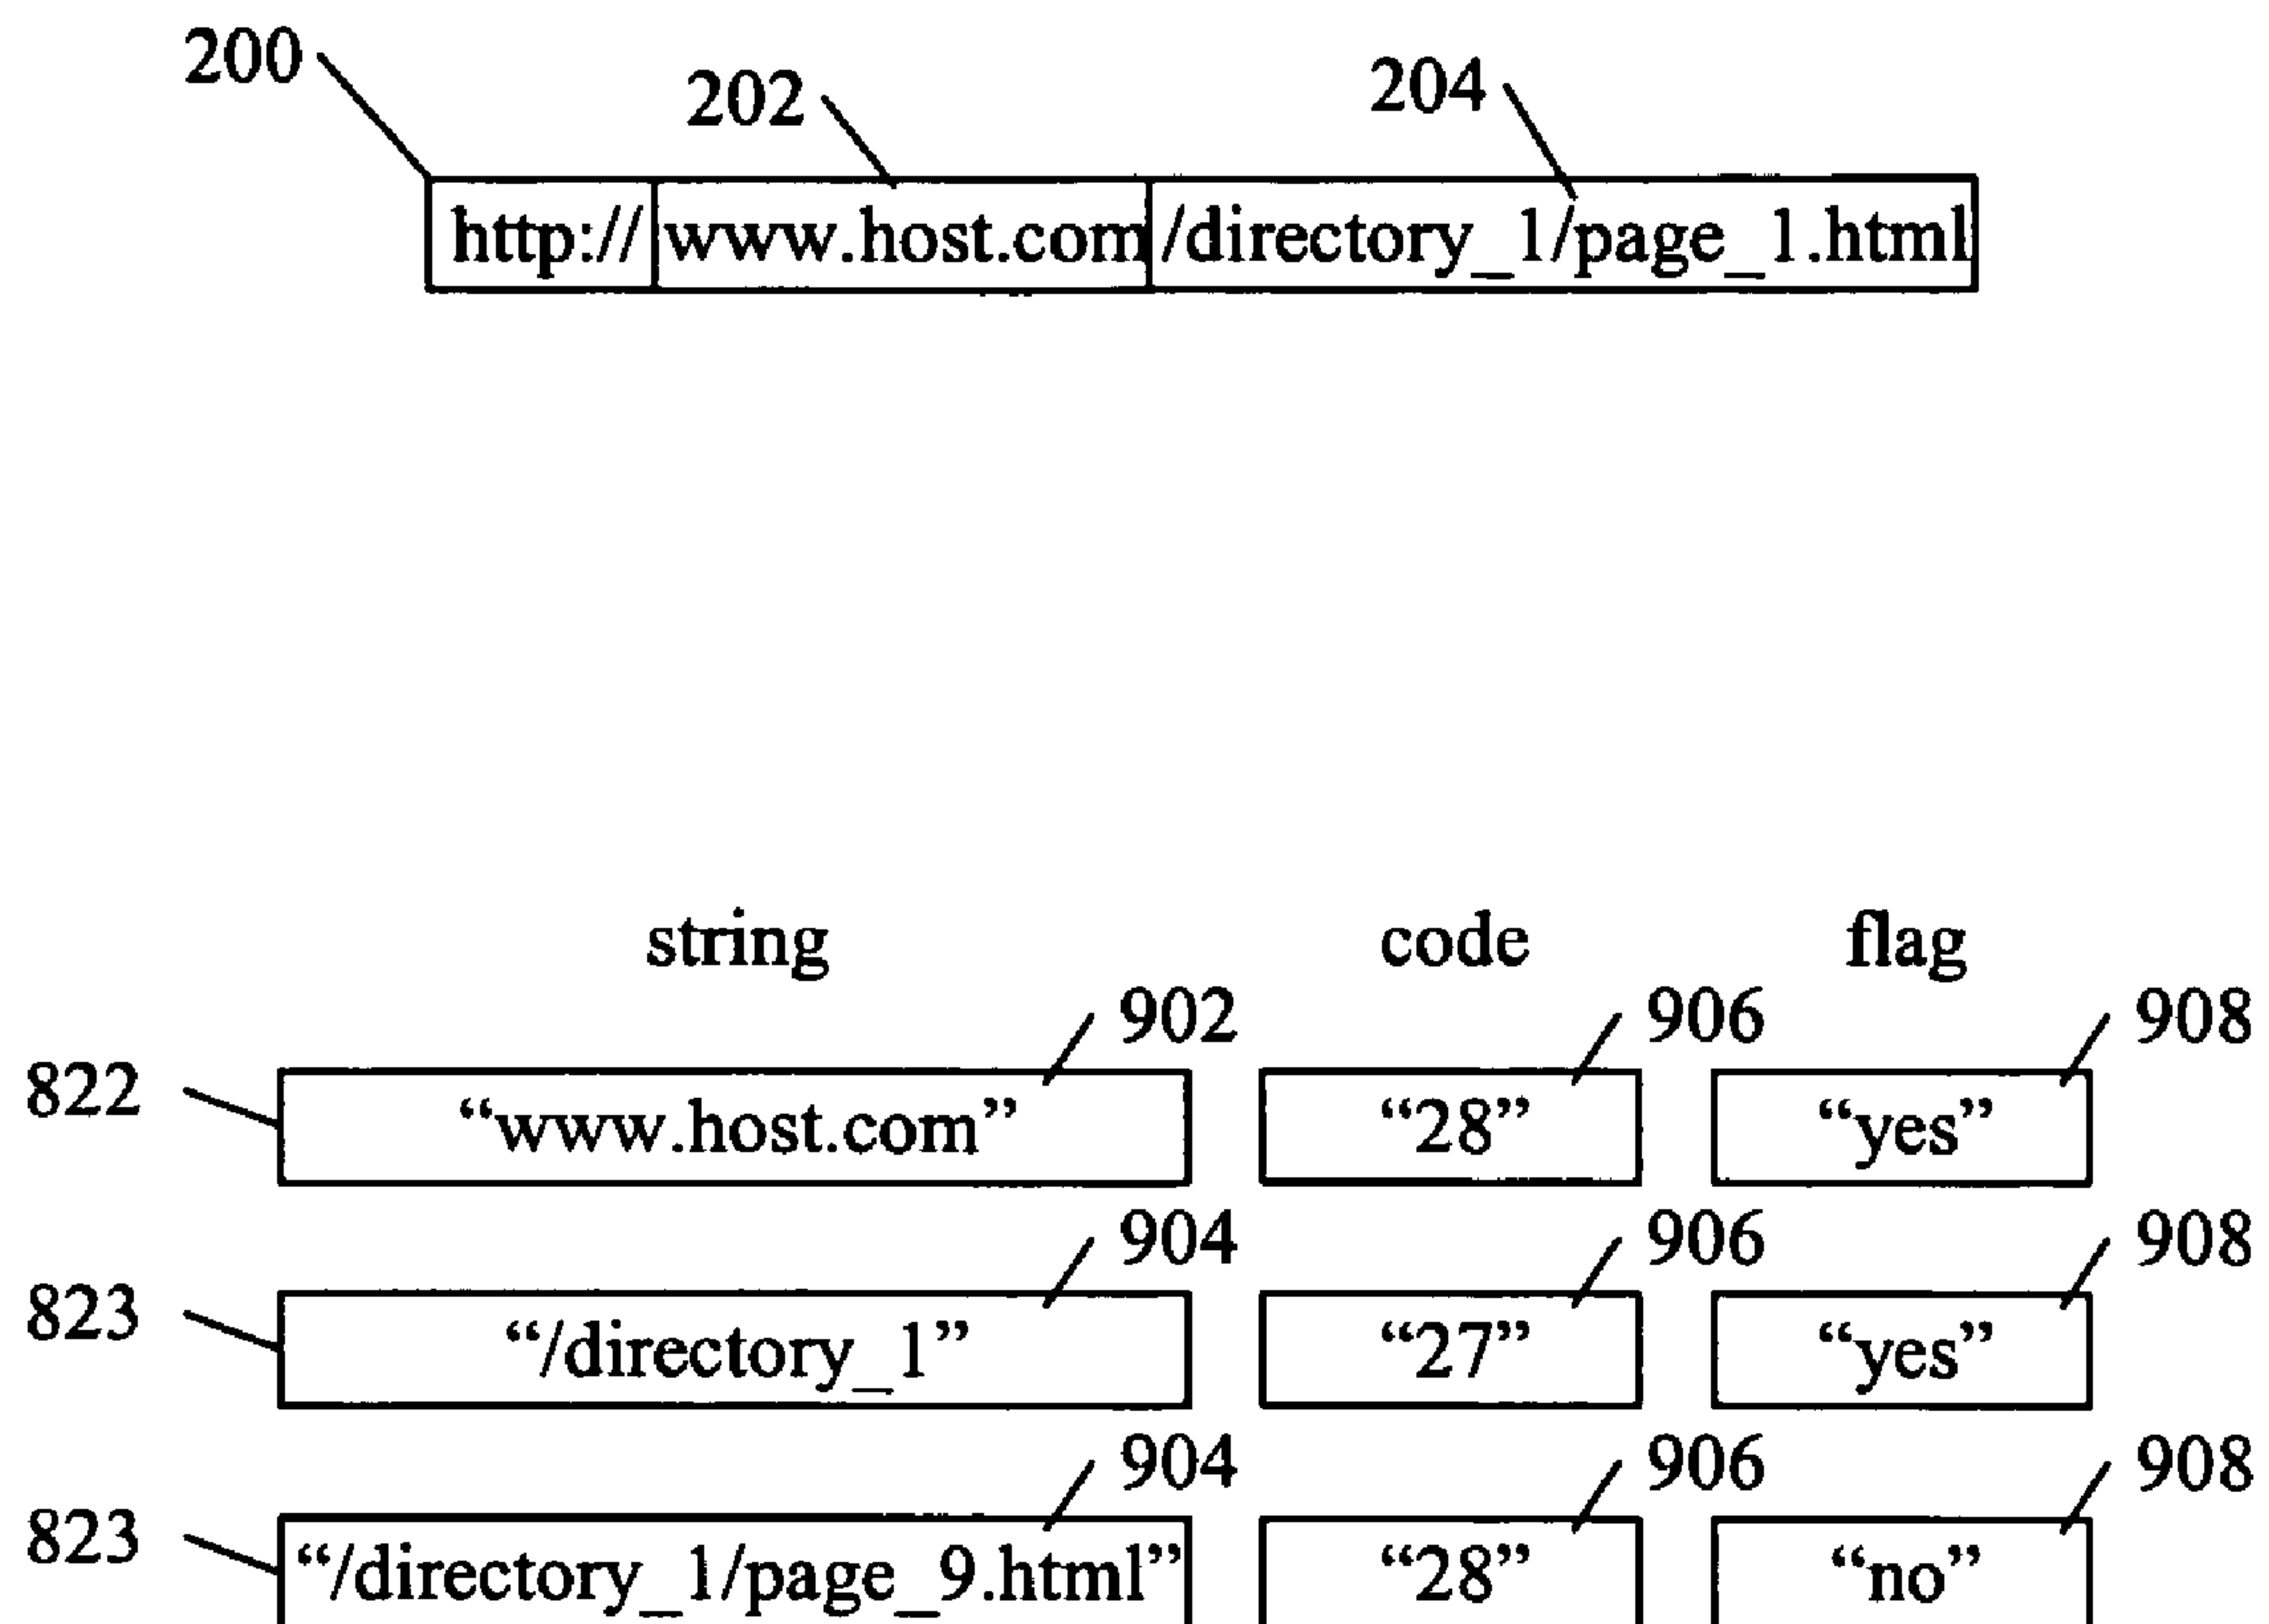 200
202
204
http:// www.host.com /directory_1/page_1.html
string code flag
902 906 908
822 “www.host.com” “28” “yes”
904 906 908
823 “/directory_1” “27” “yes”
904 906 908
823 “/directory_1/page_9.html” “28” “no”